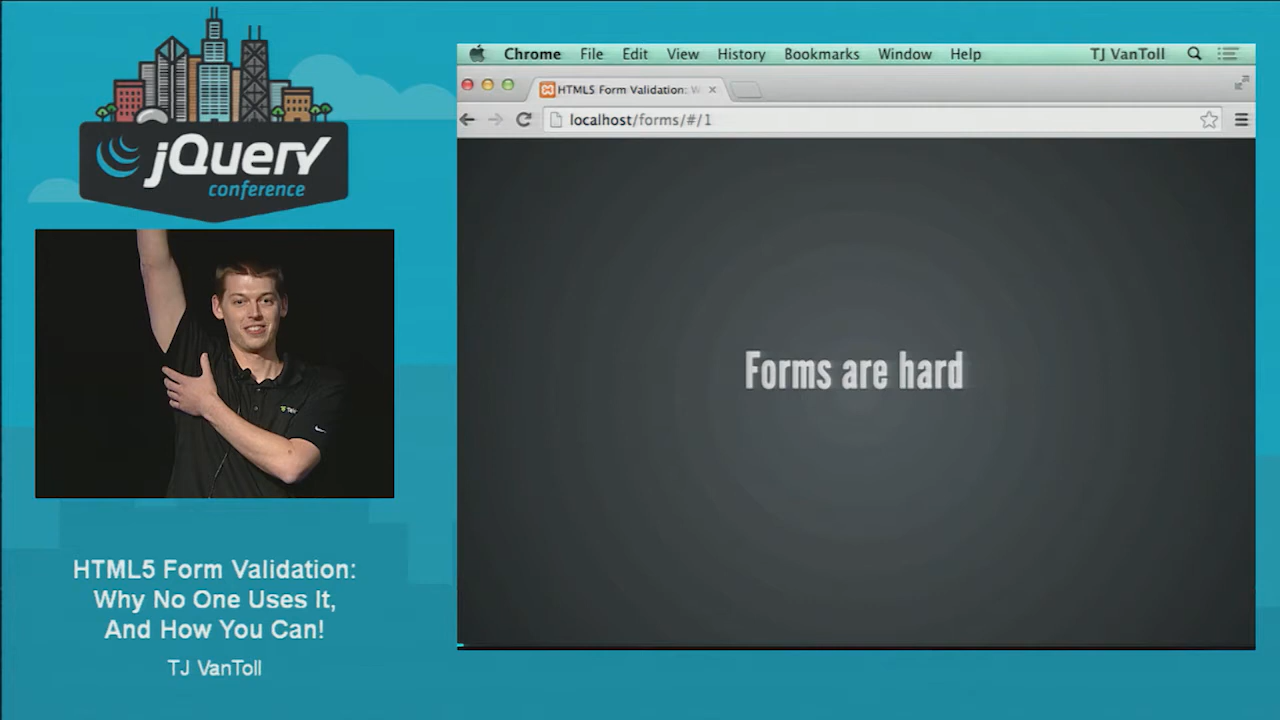 jQuery
conference
HTML5 Form Validation:
Why No One Uses It,
And How You Can!
TJ VanToll
Chrome File Edit View History Bookmarks Window Help TJ VanToll
HTML5 Form Validation: W
localhost/forms/#/1
Forms are hard